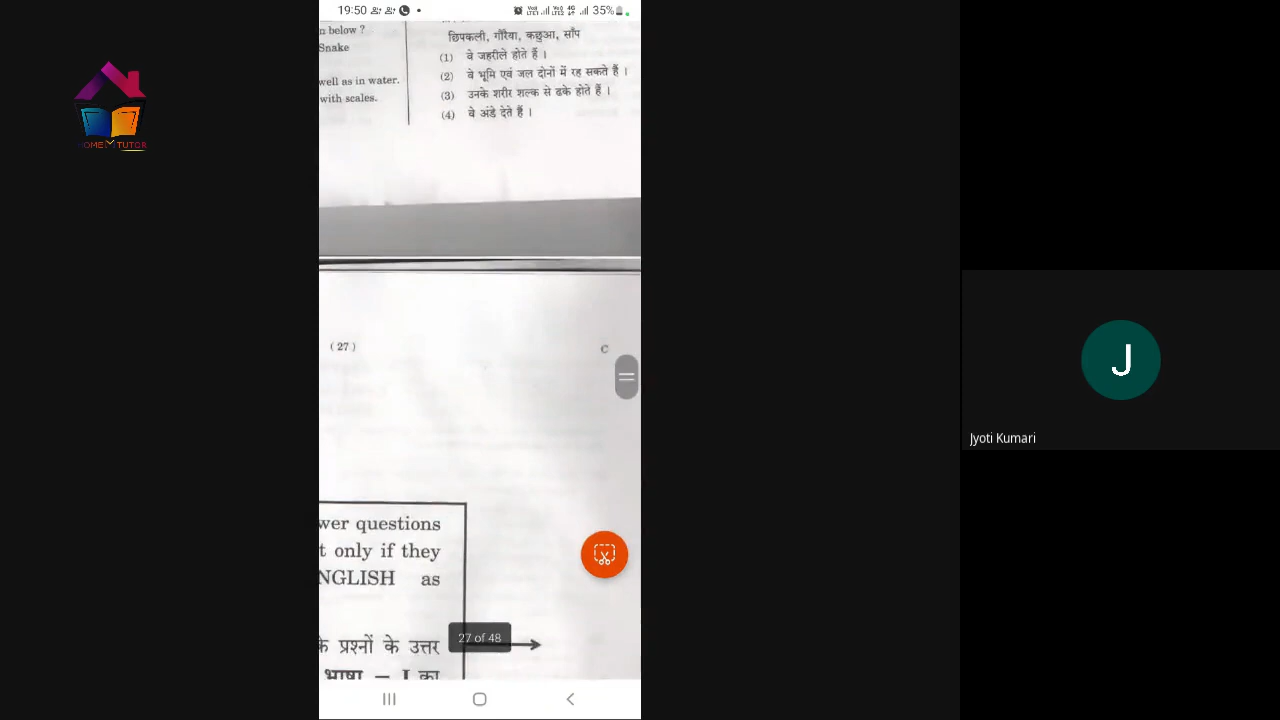 19:50
35%
n below ?
Snake
well as in water.
with scales.
छिपकली, गौरैया, कछुआ, साँप
(1) वे जहरीले होते हैं ।
(2) वे भूमि एवं जल दोनों में रह सकते हैं ।
(3) उनके शरीर शल्क से ढके होते हैं ।
(4) वे अंडे देते हैं ।
(27)
C
wer questions
t only if they
NGLISH as
के प्रश्नों के उत्तर
भाषा – I का
27 of 48
HOME TUTOR
J
Jyoti Kumari